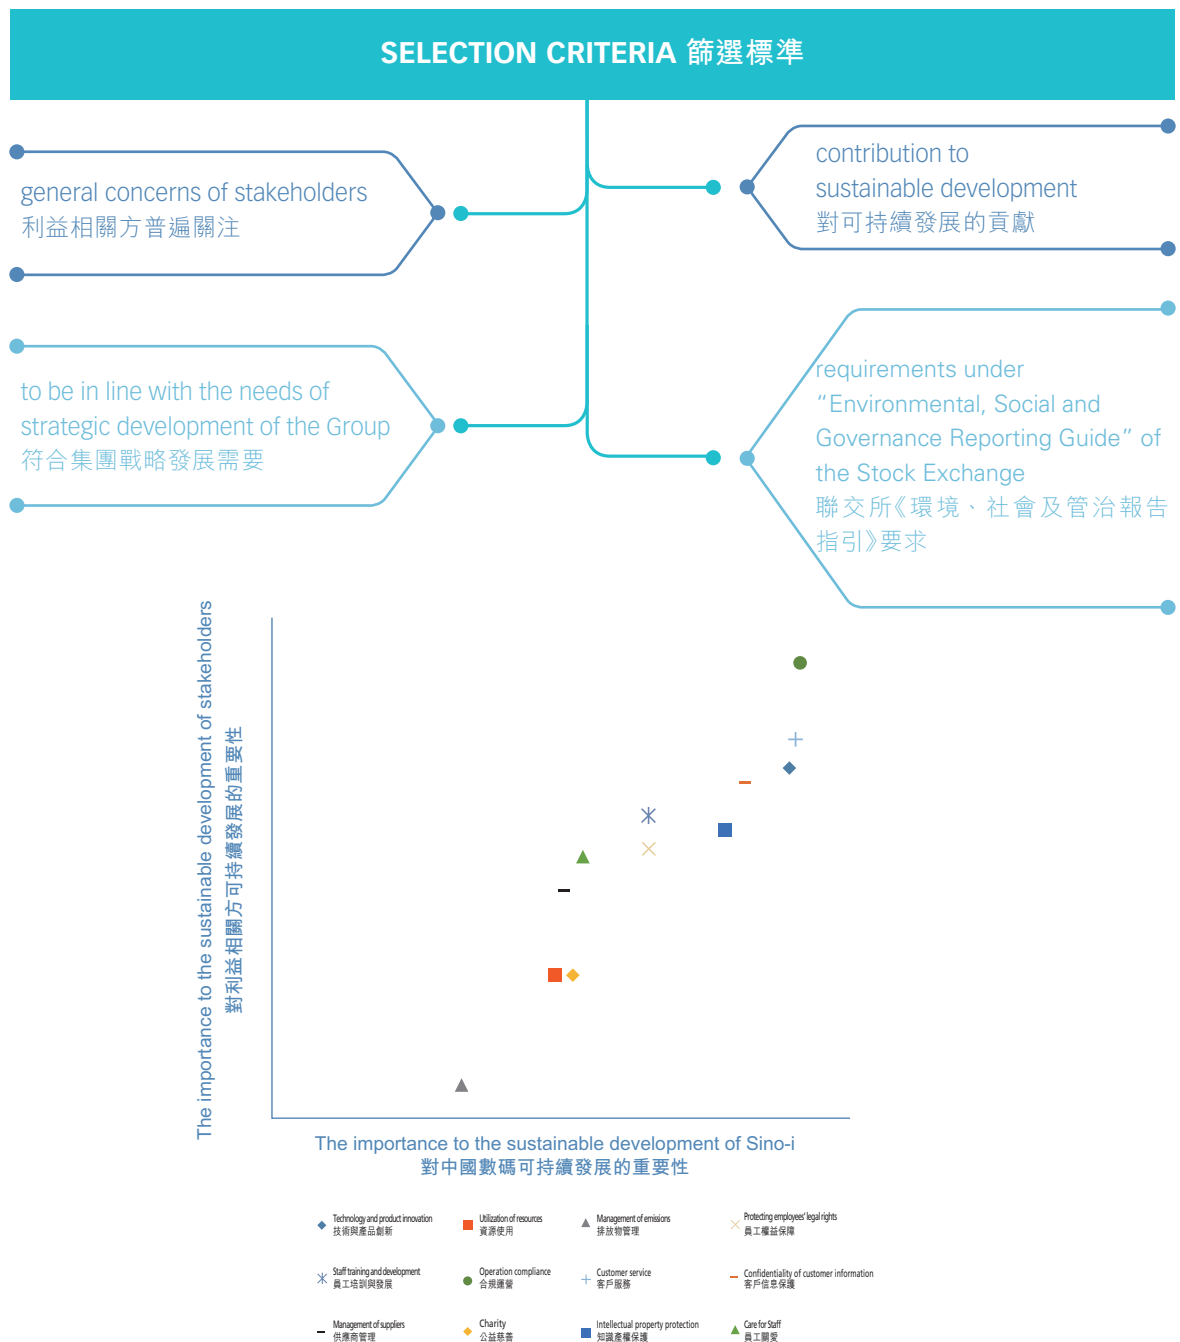 SELECTION CRITERIA 篩選標準
general concerns of stakeholders
利益相關方普遍關注
contribution to
sustainable development
對可持續發展的貢獻
to be in line with the needs of
strategic development of the Group
符合集團戰略發展需要
requirements under
“Environmental, Social and
Governance Reporting Guide” of
the Stock Exchange
聯交所《環境、社會及管治報告
指引》要求
The importance to the sustainable development of stakeholders
對利益相關方可持續發展的重要性
The importance to the sustainable development of Sino-i
對中國數碼可持續發展的重要性
Technology and product innovation
技術與產品創新
Utilization of resources
資源使用
Management of emissions
排放物管理
Protecting employees' legal rights
員工權益保障
Staff training and development
員工培訓與發展
Operation compliance
合規運營
Customer service
客戶服務
Confidentiality of customer information
客戶信息保護
Management of suppliers
供應商管理
Charity
公益慈善
Intellectual property protection
知識產權保護
Care for Staff
員工關愛